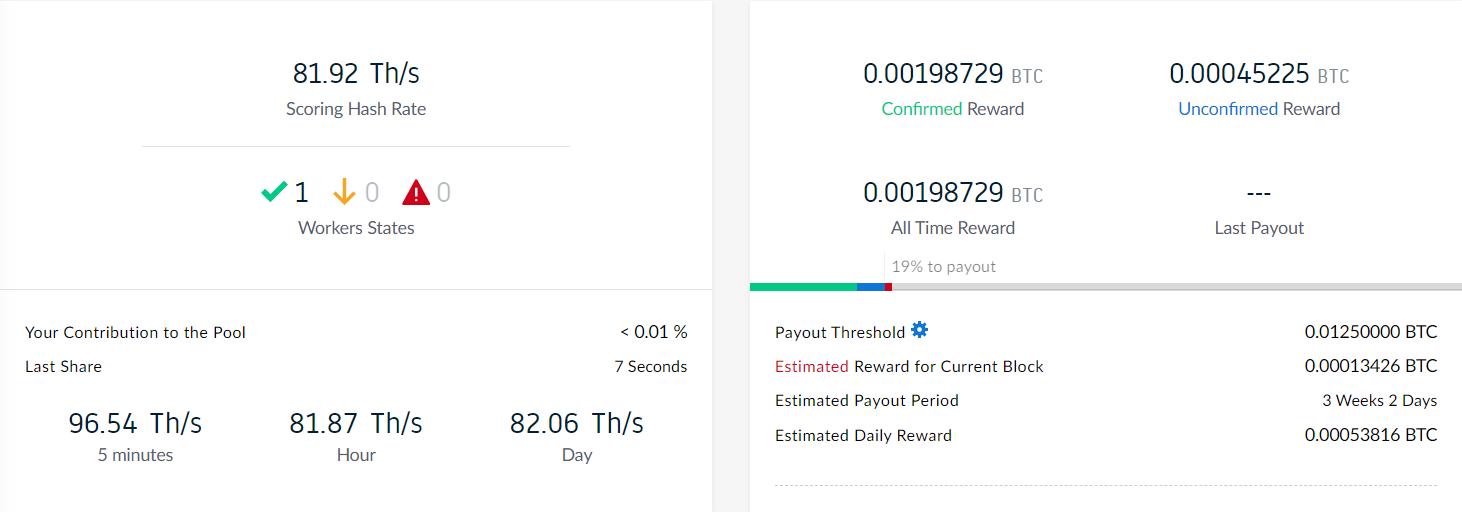 81.92 Th/s
Scoring Hash Rate
1 0 0
Workers States
Your Contribution to the Pool < 0.01 %
Last Share 7 Seconds
96.54 Th/s 81.87 Th/s 82.06 Th/s
5 minutes Hour Day
0.00198729 BTC 0.00045225 BTC
Confirmed Reward Unconfirmed Reward
0.00198729 BTC ---
All Time Reward Last Payout
19% to payout
Payout Threshold 0.01250000 BTC
Estimated Reward for Current Block 0.00013426 BTC
Estimated Payout Period 3 Weeks 2 Days
Estimated Daily Reward 0.00053816 BTC